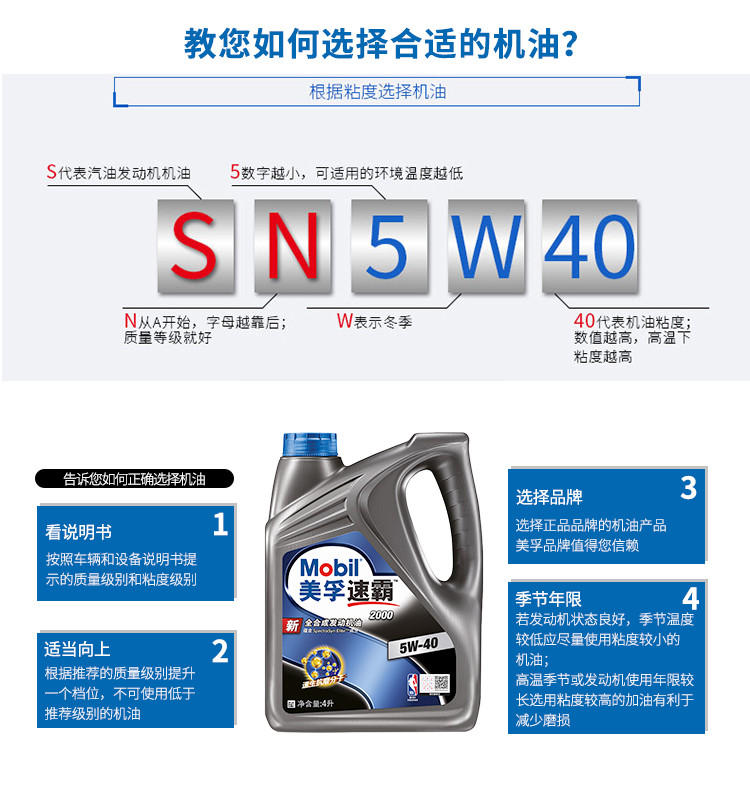 教您如何选择合适的机油？
根据粘度选择机油
S代表汽油发动机机油
5数字越小，可适用的环境温度越低
S N 5 W 40
N从A开始，字母越靠后；
质量等级就好
W表示冬季
40代表机油粘度；
数值越高，高温下
粘度越高
告诉您如何正确选择机油
看说明书
1
按照车辆和设备说明书提
示的质量级别和粘度级别
适当向上
2
根据推荐的质量级别提升
一个档位，不可使用低于
推荐级别的机油
Mobil
美孚速霸™
2000
新
全合成发动机油
5W-40
速生抗磨分子
净含量:4升
选择品牌
3
选择正品品牌的机油产品
美孚品牌值得您信赖
季节年限
4
若发动机状态良好，季节温度
较低应尽量使用粘度较小的
机油；
高温季节或发动机使用年限较
长选用粘度较高的加油有利于
减少磨损